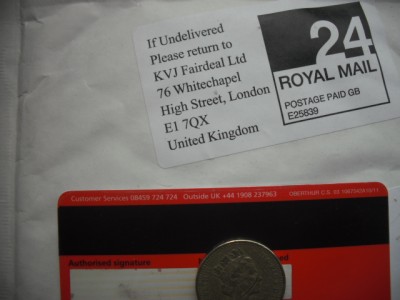 If Undelivered
Please return to
KVJ Fairdeal Ltd
76 Whitechapel
High Street, London
E1 7QX
United Kingdom
24
ROYAL MAIL
POSTAGE PAID GB
E25839
Customer Services 08459 724 724 Outside UK +44 1908 237963
Authorised signature